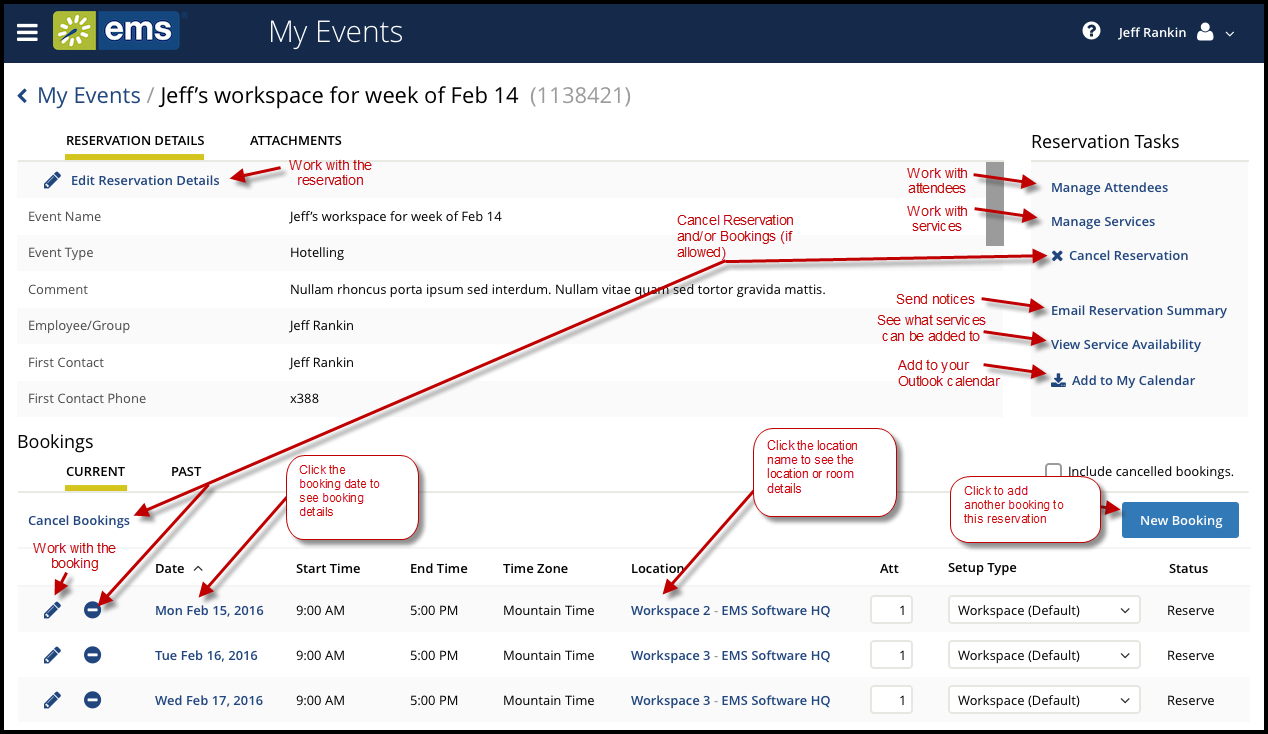 ems
My Events
Jeff Rankin
My Events / Jeff's workspace for week of Feb 14 (1138421)
RESERVATION DETAILS
ATTACHMENTS
Reservation Tasks
Edit Reservation Details
Work with the
reservation
Event Name
Jeff's workspace for week of Feb 14
Event Type
Hotelling
Comment
Nullam rhoncus porta ipsum sed interdum. Nullam vitae quam sed tortor gravida mattis.
Employee/Group
Jeff Rankin
First Contact
Jeff Rankin
First Contact Phone
x388
Cancel Reservation
and/or Bookings (if
allowed)
Work with
attendees
Manage Attendees
Work with
services
Manage Services
Cancel Reservation
Send notices
Email Reservation Summary
See what services
can be added to
View Service Availability
Add to your
Outlook calendar
Add to My Calendar
Bookings
CURRENT
PAST
Include cancelled bookings.
Cancel Bookings
Click the
booking date to
see booking
details
Click the location
name to see the
location or room
details
Click to add
another booking to
this reservation
New Booking
Work with the
booking
Date Start Time End Time Time Zone Location Att Setup Type Status
Mon Feb 15, 2016 9:00 AM 5:00 PM Mountain Time Workspace 2 - EMS Software HQ 1 Workspace (Default) Reserve
Tue Feb 16, 2016 9:00 AM 5:00 PM Mountain Time Workspace 3 - EMS Software HQ 1 Workspace (Default) Reserve
Wed Feb 17, 2016 9:00 AM 5:00 PM Mountain Time Workspace 3 - EMS Software HQ 1 Workspace (Default) Reserve